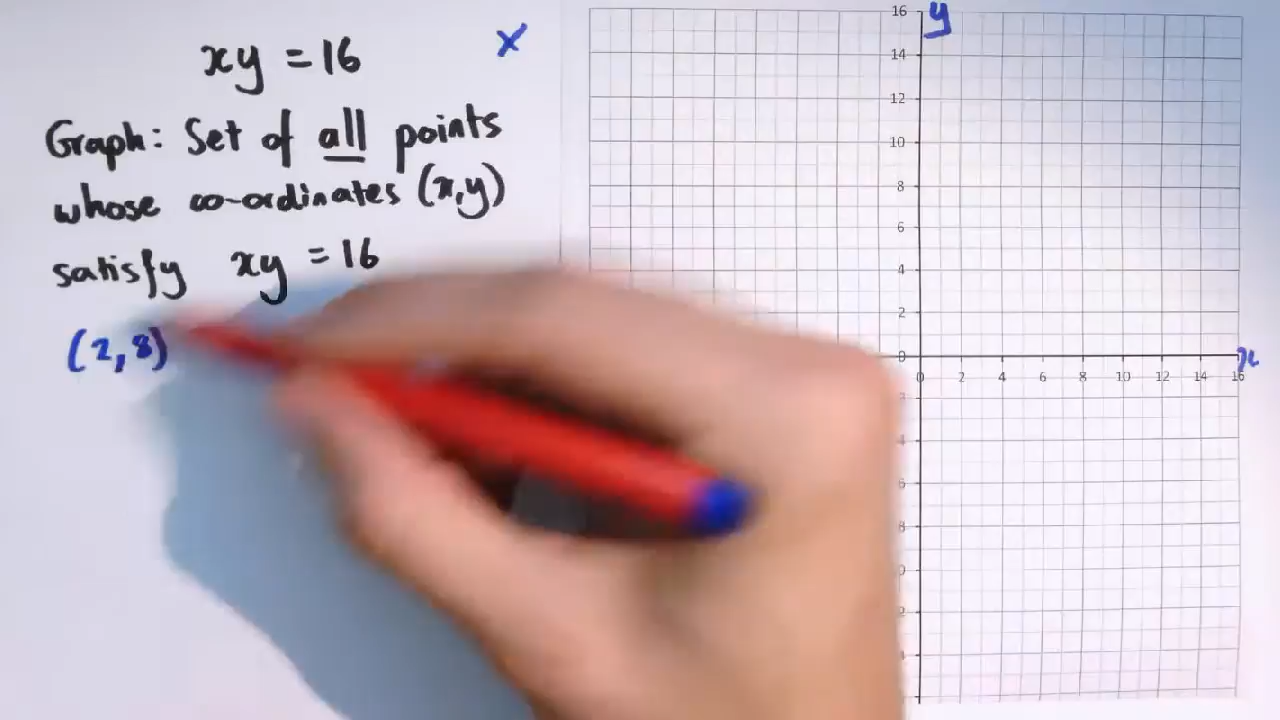 xy = 16
x
Graph: Set of all points
whose co-ordinates (x,y)
satisfy xy = 16
(2,8)
y
16
14
12
10
8
6
4
2
0
x
0 2 4 6 8 10 12 14 16